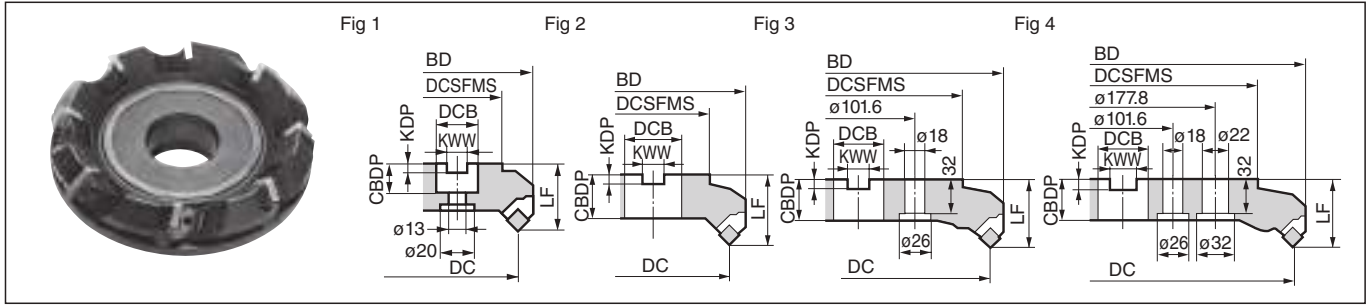 Fig 1
BD
DCSFMS
DCB
KWW
KDP
CBDP
LF
ø13
ø20
DC
Fig 2
BD
DCSFMS
DCB
KWW
KDP
CBDP
LF
DC
Fig 3
BD
DCSFMS
ø101.6
DCB
ø18
KWW
KDP
CBDP
32
LF
ø26
DC
Fig 4
BD
DCSFMS
ø177.8
ø101.6
DCB
ø18
ø22
KWW
KDP
CBDP
32
LF
ø26
ø32
DC